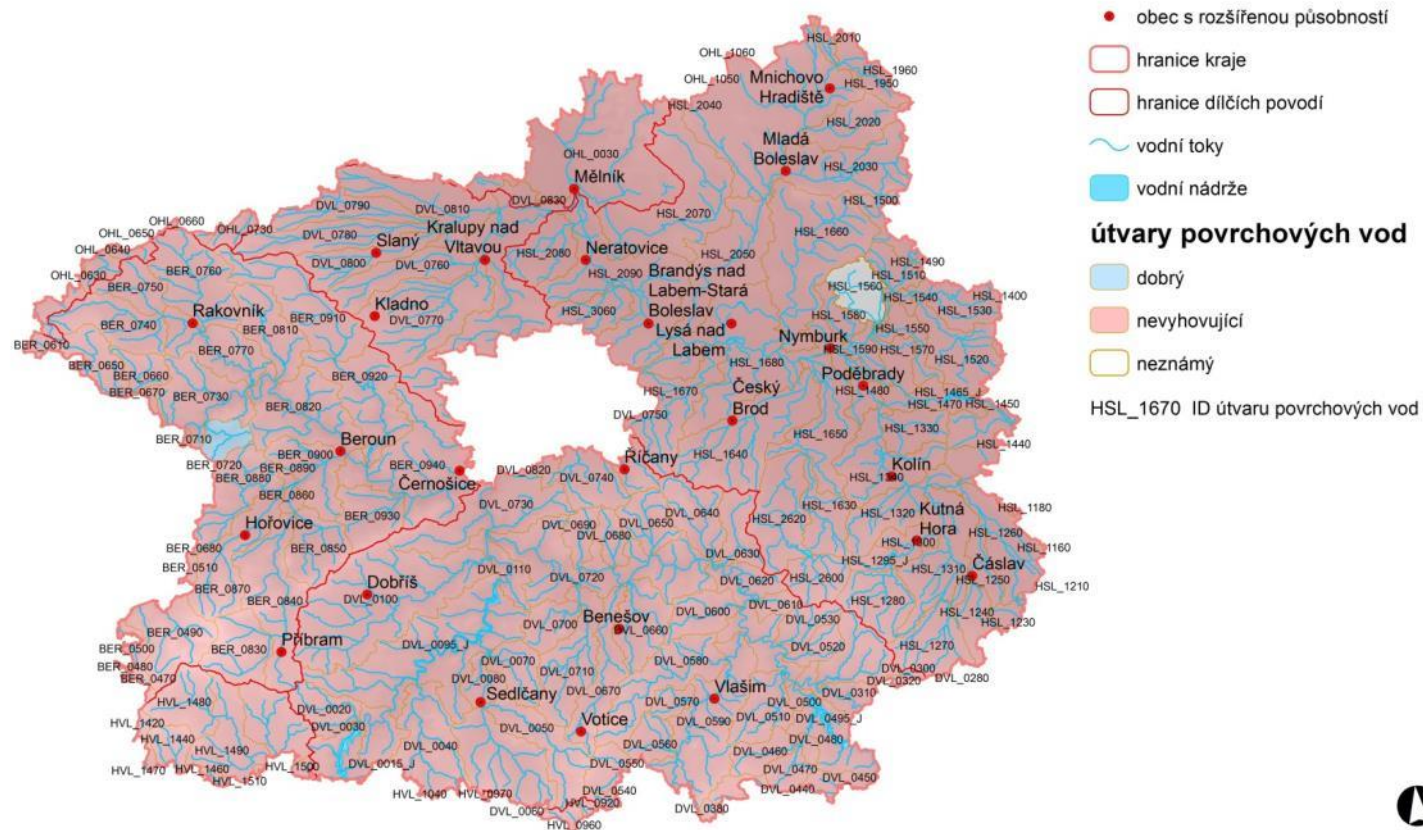 obec s rozšířenou působností
hranice kraje
hranice dílčích povodí
vodní toky
vodní nádrže
útvary povrchových vod
dobrý
nevyhovující
neznámý
HSL_1670 ID útvaru povrchových vod
HSL_2010
OHL_1060
HSL_1960
OHL_1050
Mnichovo
Hradiště
HSL_1950
HSL_2040
HSL_2020
Mladá
Boleslav
OHL_0030
HSL_2030
Mělník
DVL_0830
DVL_0790
DVL_0810
HSL_1500
OHL_0660
OHL_0650
OHL_0730
HSL_2070
Kralupy nad
Vltavou
HSL_1660
OHL_0640
DVL_0780
Slaný
Neratovice
HSL_2080
HSL_2050
HSL_1490
OHL_0630
BER_0760
DVL_0800
DVL_0760
HSL_2090
Brandýs nad
Labem-Stará
Boleslav
HSL_1510
HSL_1560
BER_0750
HSL_1540
HSL_1400
Rakovník
Kladno
BER_0910
DVL_0770
HSL_3060
HSL_1530
HSL_1580
BER_0740
BER_0810
Lysá nad
Labem
Nymburk
HSL_1550
BER_0610
BER_0770
HSL_1590
HSL_1570
HSL_1520
BER_0650
BER_0920
HSL_1680
BER_0660
Poděbrady
BER_0670
BER_0730
HSL_1670
Český
Brod
HSL_1480
HSL_1465_J
HSL_1470
HSL_1450
BER_0820
DVL_0750
BER_0710
Beroun
HSL_1330
HSL_1650
HSL_1440
BER_0900
HSL_1640
BER_0720
BER_0890
BER_0940
DVL_0820
Říčany
Kolín
BER_0880
Černošice
DVL_0740
HSL_1340
BER_0860
DVL_0730
HSL_1630
HSL_1180
BER_0930
DVL_0640
HSL_2620
HSL_1320
Kutná
Hora
Hořovice
DVL_0690
DVL_0650
DVL_0680
HSL_1260
BER_0680
BER_0850
HSL_1300
HSL_1160
DVL_0630
HSL_1295_J
BER_0510
DVL_0110
HSL_1310
Čáslav
HSL_1250
DVL_0720
DVL_0620
HSL_2600
HSL_1210
BER_0870
Dobříš
DVL_0100
BER_0840
HSL_1280
DVL_0610
HSL_1240
DVL_0600
Benešov
DVL_0530
HSL_1230
BER_0490
DVL_0700
DVL_0660
BER_0500
BER_0830
Příbram
DVL_0095_J
DVL_0520
HSL_1270
BER_0480
DVL_0070
DVL_0580
DVL_0300
BER_0470
DVL_0080
DVL_0710
DVL_0320
DVL_0280
HVL_1480
DVL_0670
DVL_0310
Sedlčany
Vlašim
DVL_0020
DVL_0570
DVL_0500
HVL_1420
DVL_0030
DVL_0050
Votice
DVL_0590
DVL_0510
DVL_0495_J
HVL_1440
DVL_0480
HVL_1490
DVL_0040
DVL_0560
DVL_0460
HVL_1470
HVL_1460
HVL_1500
DVL_0015_J
DVL_0550
DVL_0470
DVL_0450
HVL_1510
HVL_1040
HVL_0970
DVL_0540
DVL_0440
DVL_0060
HVL_0920
DVL_0380
HVL_0960